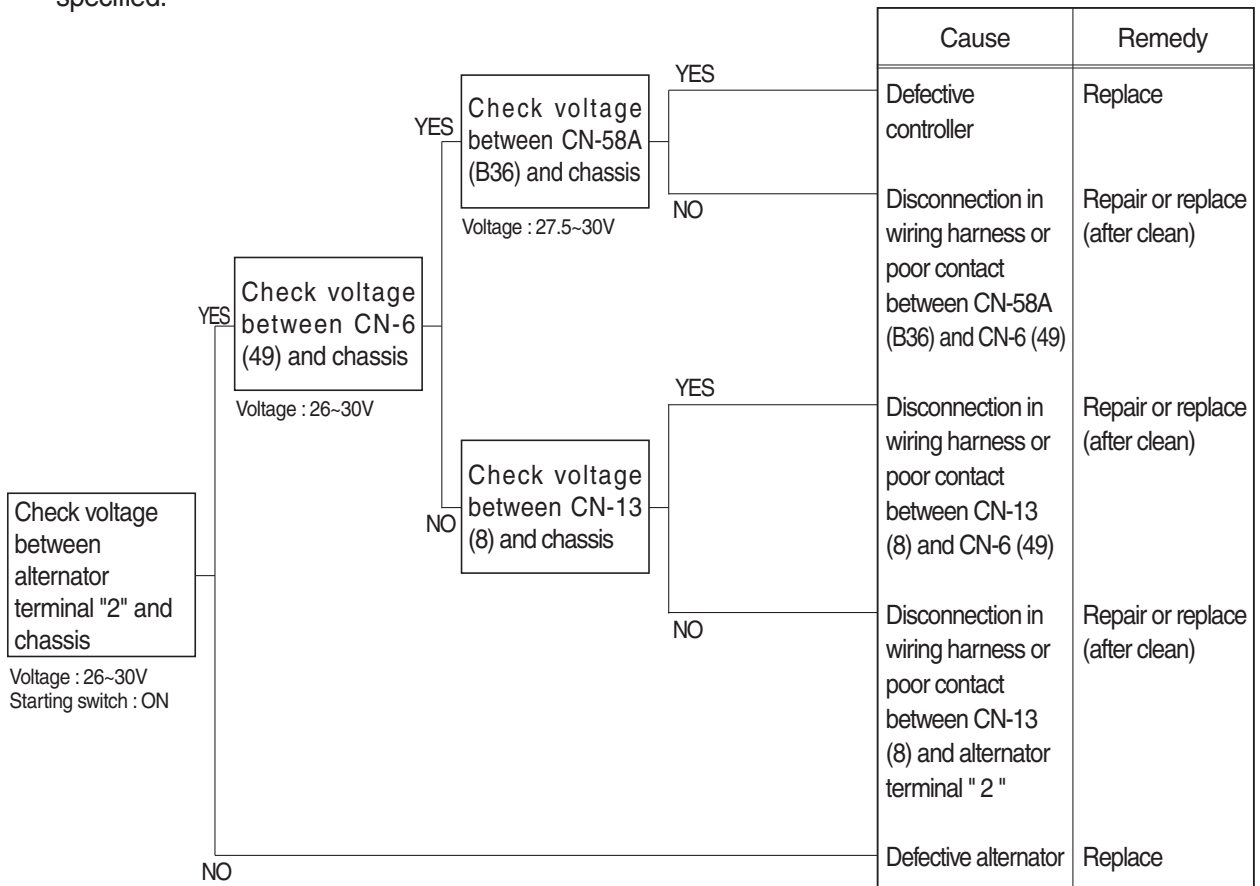 specified.
Cause
Remedy
YES
Check voltage
between CN-58A
(B36) and chassis
YES
Voltage : 27.5~30V
NO
Defective
controller
Replace
Disconnection in
wiring harness or
poor contact
between CN-58A
(B36) and CN-6 (49)
Repair or replace
(after clean)
YES
Check voltage
between CN-6
(49) and chassis
Voltage : 26~30V
YES
Check voltage
between CN-13
(8) and chassis
NO
NO
Disconnection in
wiring harness or
poor contact
between CN-13
(8) and CN-6 (49)
Repair or replace
(after clean)
Check voltage
between
alternator
terminal "2" and
chassis
Voltage : 26~30V
Starting switch : ON
Disconnection in
wiring harness or
poor contact
between CN-13
(8) and alternator
terminal " 2 "
Repair or replace
(after clean)
NO
Defective alternator
Replace